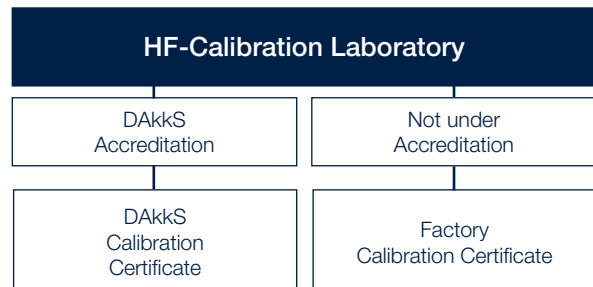 HF-Calibration Laboratory
DAkkS
Accreditation
Not under
Accreditation
DAkkS
Calibration
Certificate
Factory
Calibration Certificate